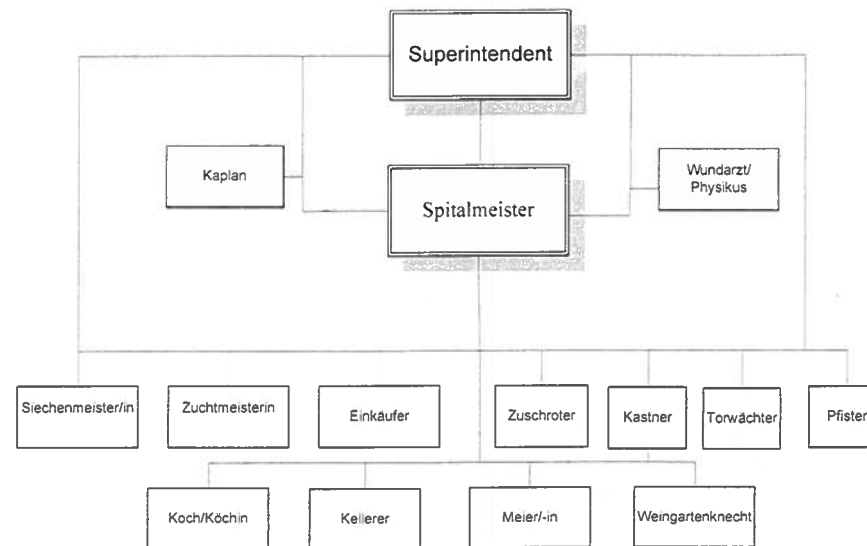 Superintendent
Kaplan
Wundarzt/
Physikus
Spitalmeister
Siechenmeister/in
Zuchtmeisterin
Einkäufer
Zuschroter
Kastner
Torwächter
Pfister
Koch/Köchin
Kellerer
Meier/-in
Weingartenknecht